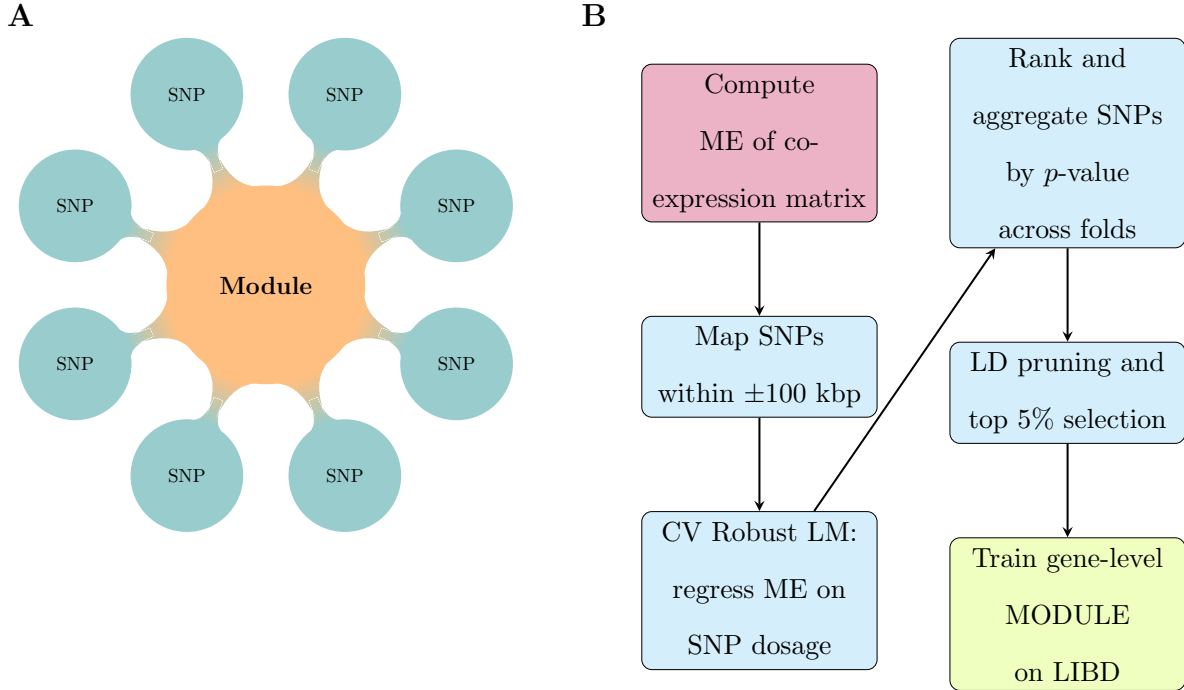 A
SNP
SNP
SNP
SNP
Module
SNP
SNP
SNP
SNP
B
Compute
ME of co-
expression matrix
Map SNPs
within ±100 kbp
CV Robust LM:
regress ME on
SNP dosage
Rank and
aggregate SNPs
by p-value
across folds
LD pruning and
top 5% selection
Train gene-level
MODULE
on LIBD